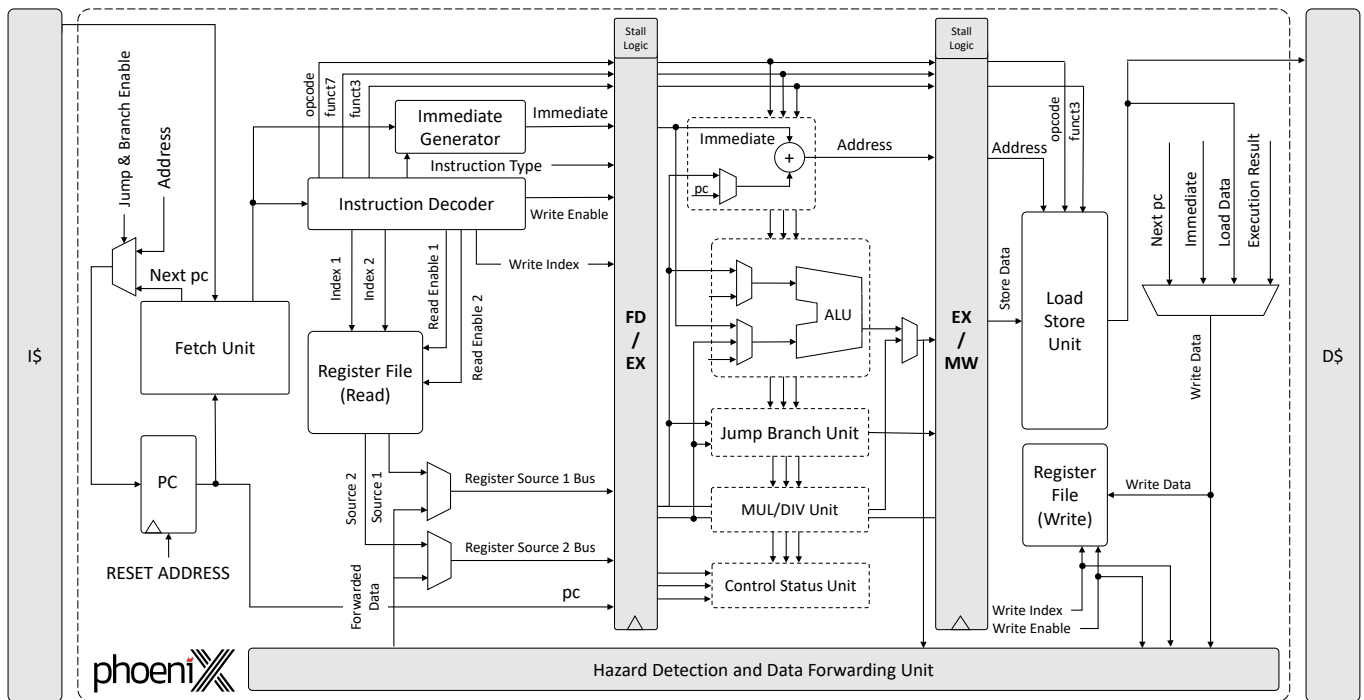 I$
Jump & Branch Enable
Address
Next pc
Fetch Unit
PC
RESET ADDRESS
opcode
funct7
funct3
Immediate
Generator
Immediate
Instruction Type
Instruction Decoder
Write Enable
Write Index
Index 1
Index 2
Read Enable 1
Read Enable 2
Register File
(Read)
Source 2
Source 1
Register Source 1 Bus
Register Source 2 Bus
Forwarded
Data
pc
Stall
Logic
FD
/
EX
Immediate
+
pc
Address
ALU
Jump Branch Unit
MUL/DIV Unit
Control Status Unit
Stall
Logic
EX
/
MW
opcode
funct3
Address
Store Data
Load
Store
Unit
Next pc
Immediate
Load Data
Execution Result
Write Data
Register
File
(Write)
Write Data
Write Index
Write Enable
D$
phoeniX
Hazard Detection and Data Forwarding Unit